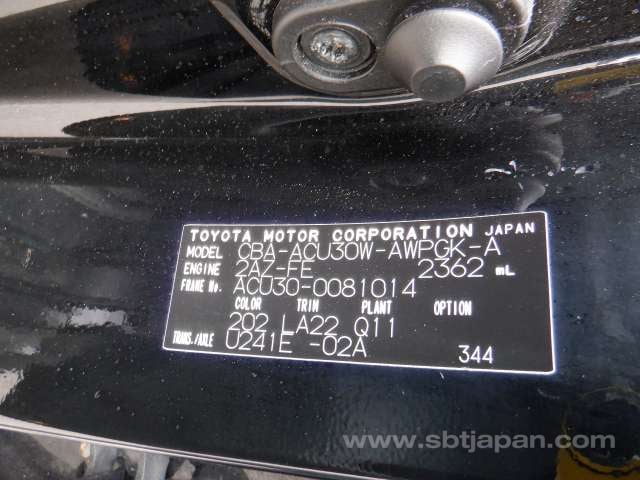 TOYOTA MOTOR CORPORATION JAPAN
MODEL CBA-ACU30W-AWPGK-A
ENGINE 2AZ-FE 2362 mL
FRAME No. ACU30-0081014
COLOR TRIM PLANT OPTION
202 LA22 Q11
TRANS./AXLE U241E -02A 344
www.sbtjapan.com/